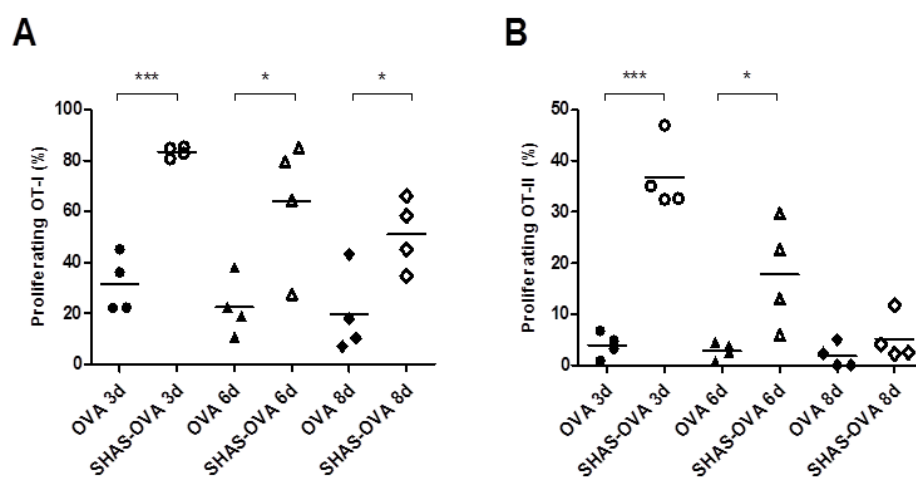 A
B
***
*
*
***
*
Proliferating OT-I (%)
100
80
60
40
20
0
OVA 3d
SHAS-OVA 3d
OVA 6d
SHAS-OVA 6d
OVA 8d
SHAS-OVA 8d
Proliferating OT-II (%)
50
40
30
20
10
0
OVA 3d
SHAS-OVA 3d
OVA 6d
SHAS-OVA 6d
OVA 8d
SHAS-OVA 8d